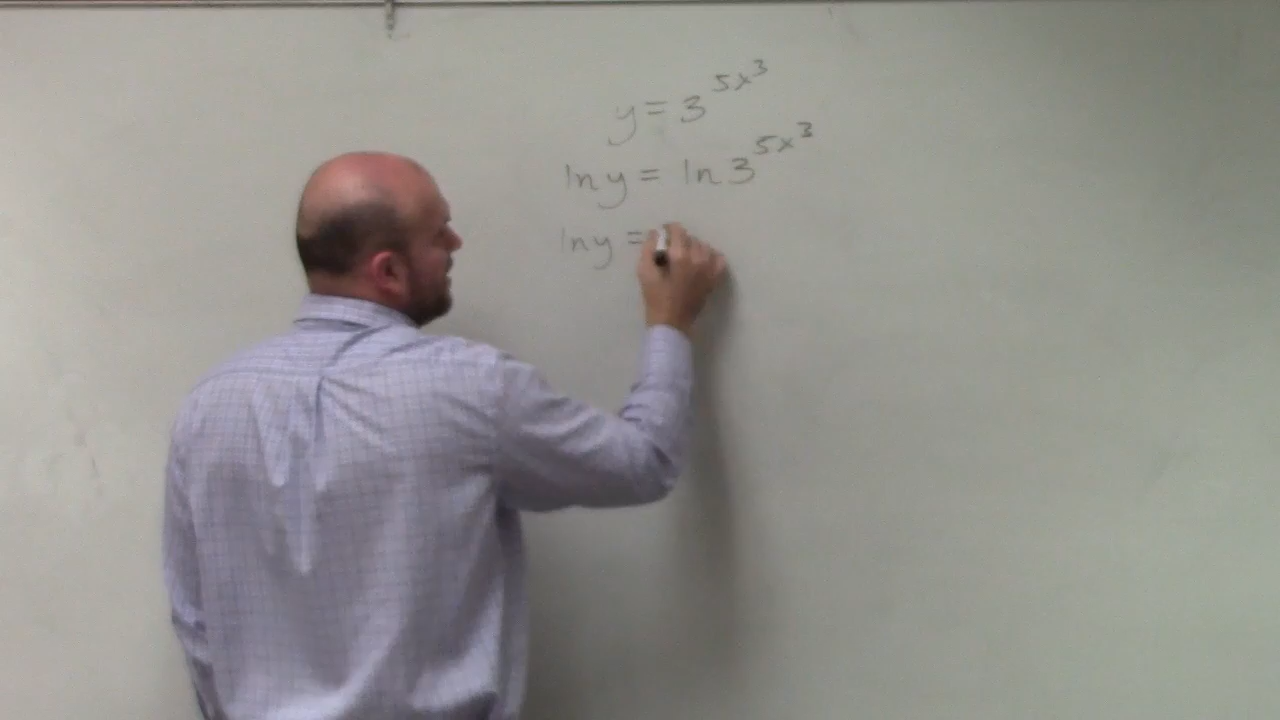 y = 3^{5x^3}
ln y = ln 3^{5x^3}
ln y =